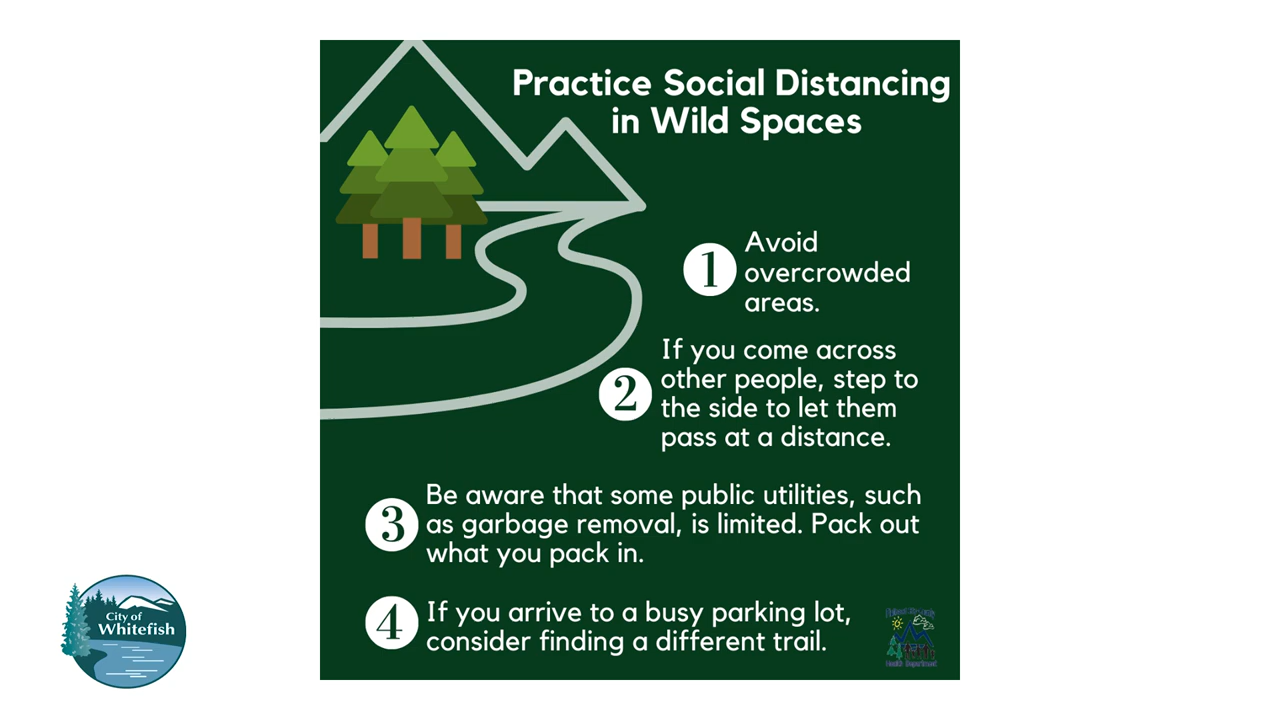 Practice Social Distancing
in Wild Spaces
1
Avoid
overcrowded
areas.
2
If you come across
other people, step to
the side to let them
pass at a distance.
3
Be aware that some public utilities, such
as garbage removal, is limited. Pack out
what you pack in.
4
If you arrive to a busy parking lot,
consider finding a different trail.
City of
Whitefish
Health Department